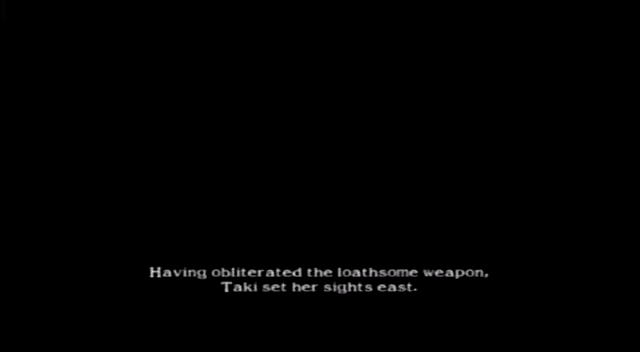 Having obliterated the loathsome weapon,
Taki set her sights east.